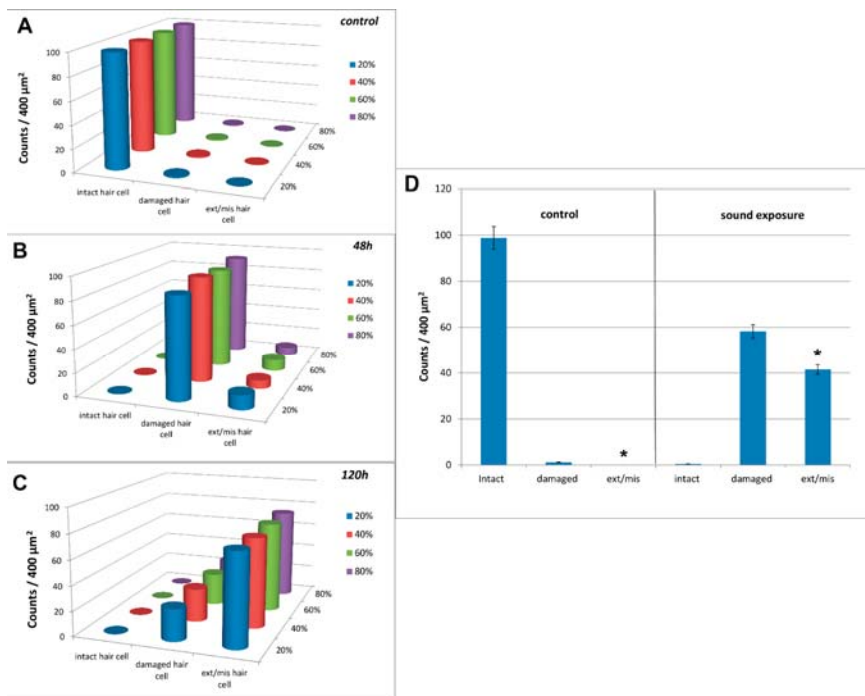 A
control
Counts / 400 µm²
100
80
60
40
20
0
intact hair cell
damaged hair
cell
ext/mis hair
cell
20%
40%
60%
80%
20%
40%
60%
80%
B
48h
Counts / 400 µm²
100
80
60
40
20
0
intact hair cell
damaged hair
cell
ext/mis hair
cell
20%
40%
60%
80%
20%
40%
60%
80%
C
120h
Counts / 400 µm²
100
80
60
40
20
0
intact hair cell
damaged hair
cell
ext/mis hair
cell
20%
40%
60%
80%
20%
40%
60%
80%
D
control
sound exposure
Counts / 400 µm²
120
100
80
60
40
20
0
*
*
Intact
damaged
ext/mis
intact
damaged
ext/mis